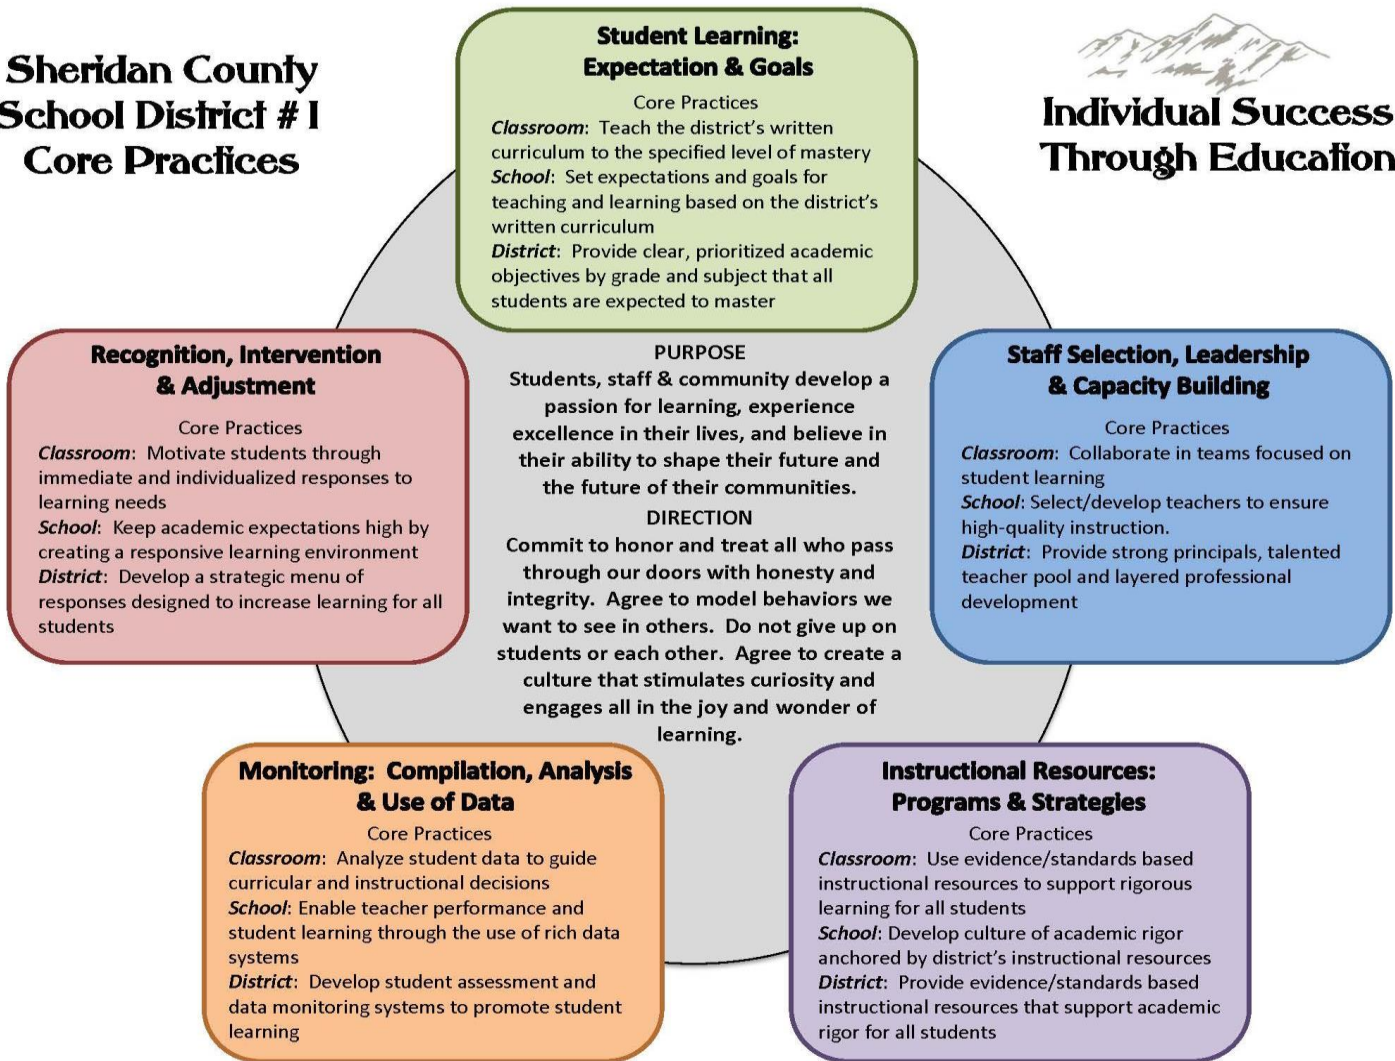 Sheridan County
School District # 1
Core Practices
Individual Success
Through Education
Student Learning:
Expectation & Goals
Core Practices
Classroom: Teach the district's written
curriculum to the specified level of mastery
School: Set expectations and goals for
teaching and learning based on the district's
written curriculum
District: Provide clear, prioritized academic
objectives by grade and subject that all
students are expected to master
Recognition, Intervention
& Adjustment
Core Practices
Classroom: Motivate students through
immediate and individualized responses to
learning needs
School: Keep academic expectations high by
creating a responsive learning environment
District: Develop a strategic menu of
responses designed to increase learning for all
students
PURPOSE
Students, staff & community develop a
passion for learning, experience
excellence in their lives, and believe in
their ability to shape their future and
the future of their communities.
DIRECTION
Commit to honor and treat all who pass
through our doors with honesty and
integrity. Agree to model behaviors we
want to see in others. Do not give up on
students or each other. Agree to create a
culture that stimulates curiosity and
engages all in the joy and wonder of
learning.
Staff Selection, Leadership
& Capacity Building
Core Practices
Classroom: Collaborate in teams focused on
student learning
School: Select/develop teachers to ensure
high-quality instruction.
District: Provide strong principals, talented
teacher pool and layered professional
development
Monitoring: Compilation, Analysis
& Use of Data
Core Practices
Classroom: Analyze student data to guide
curricular and instructional decisions
School: Enable teacher performance and
student learning through the use of rich data
systems
District: Develop student assessment and
data monitoring systems to promote student
learning
Instructional Resources:
Programs & Strategies
Core Practices
Classroom: Use evidence/standards based
instructional resources to support rigorous
learning for all students
School: Develop culture of academic rigor
anchored by district's instructional resources
District: Provide evidence/standards based
instructional resources that support academic
rigor for all students